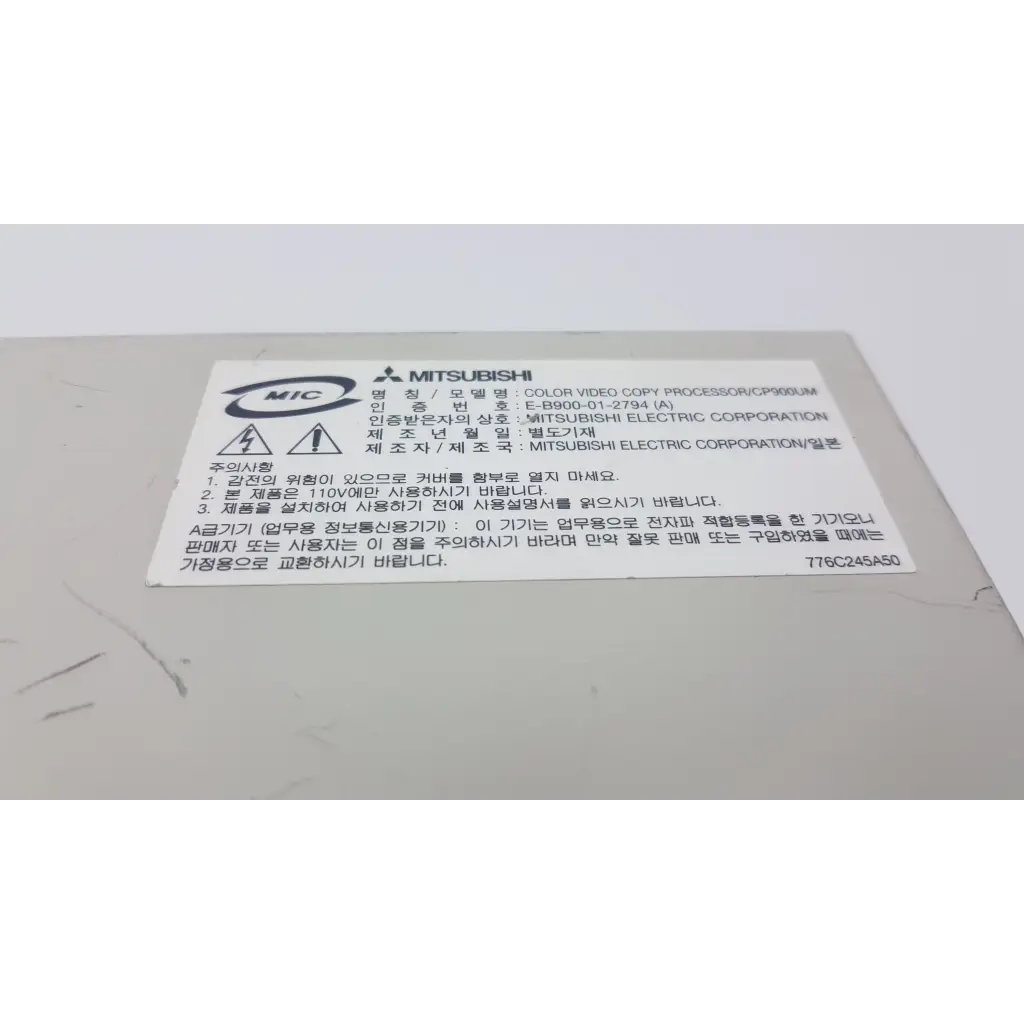 MIC
MITSUBISHI
명 칭 / 모 델 명 : COLOR VIDEO COPY PROCESSOR/CP900UM
인 증 번 호 : E-B900-01-2794 (A)
인증받은자의 상호 : MITSUBISHI ELECTRIC CORPORATION
제 조 년 월 일 : 별도기재
제 조 자 / 제 조 국 : MITSUBISHI ELECTRIC CORPORATION/일본
주의사항
1. 감전의 위험이 있으므로 커버를 함부로 열지 마세요.
2. 본 제품은 110V에만 사용하시기 바랍니다.
3. 제품을 설치하여 사용하기 전에 사용설명서를 읽으시기 바랍니다.
A급기기 (업무용 정보통신용기기) : 이 기기는 업무용으로 전자파 적합등록을 한 기기오니
판매자 또는 사용자는 이 점을 주의하시기 바라며 만약 잘못 판매 또는 구입하였을 때에는
가정용으로 교환하시기 바랍니다.
776C245A50